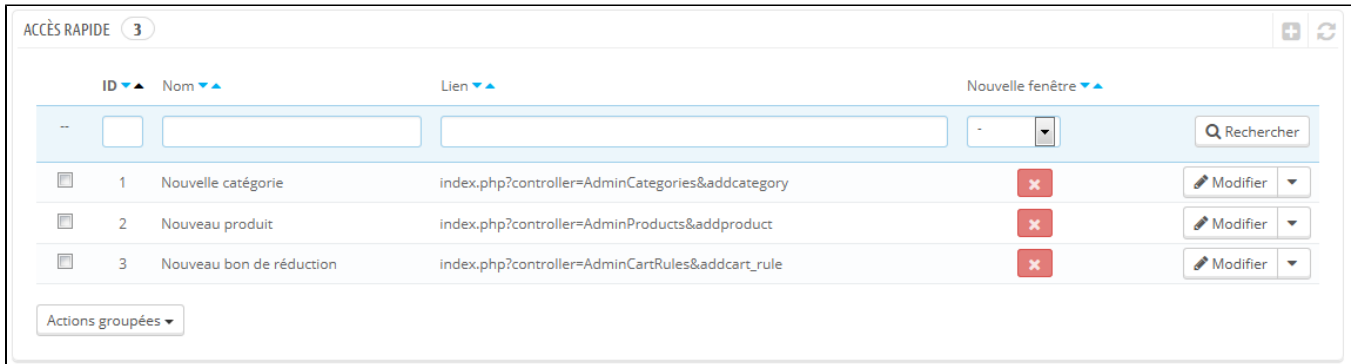 ACCÈS RAPIDE 3
ID Nom Lien Nouvelle fenêtre
-- - Rechercher
1 Nouvelle catégorie index.php?controller=AdminCategories&addcategory Modifier
2 Nouveau produit index.php?controller=AdminProducts&addproduct Modifier
3 Nouveau bon de réduction index.php?controller=AdminCartRules&addcart_rule Modifier
Actions groupées